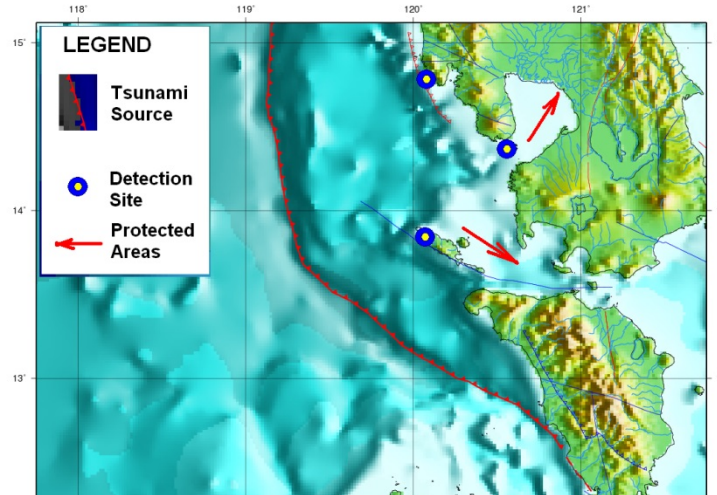 118˚ 119˚ 120˚ 121˚
15˚
LEGEND
Tsunami
Source
Detection
Site
Protected
Areas
14˚
13˚